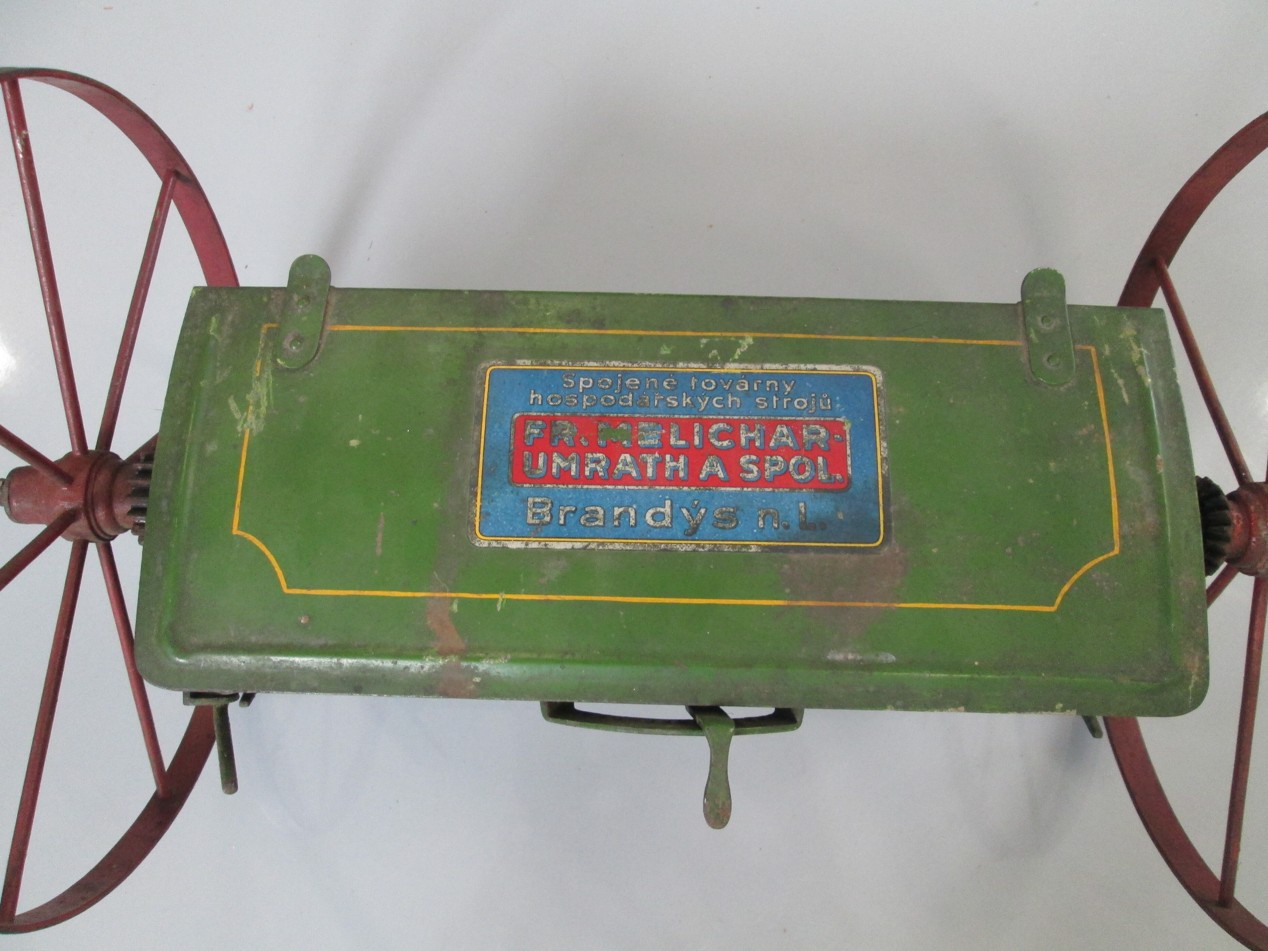 Spojené továrny
hospodářských strojů
FR. MELICHAR-
UMRATH A SPOL.
Brandýs n. L.